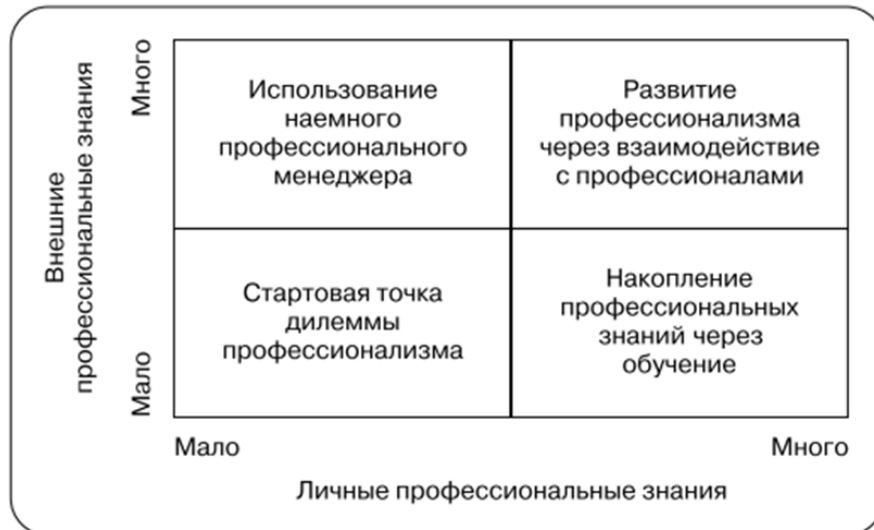 Внешние
профессиональные знания
Много
Мало
Использование
наемного
профессионального
менеджера
Развитие
профессионализма
через взаимодействие
с профессионалами
Стартовая точка
дилеммы
профессионализма
Накопление
профессиональных
знаний через
обучение
Мало
Много
Личные профессиональные знания